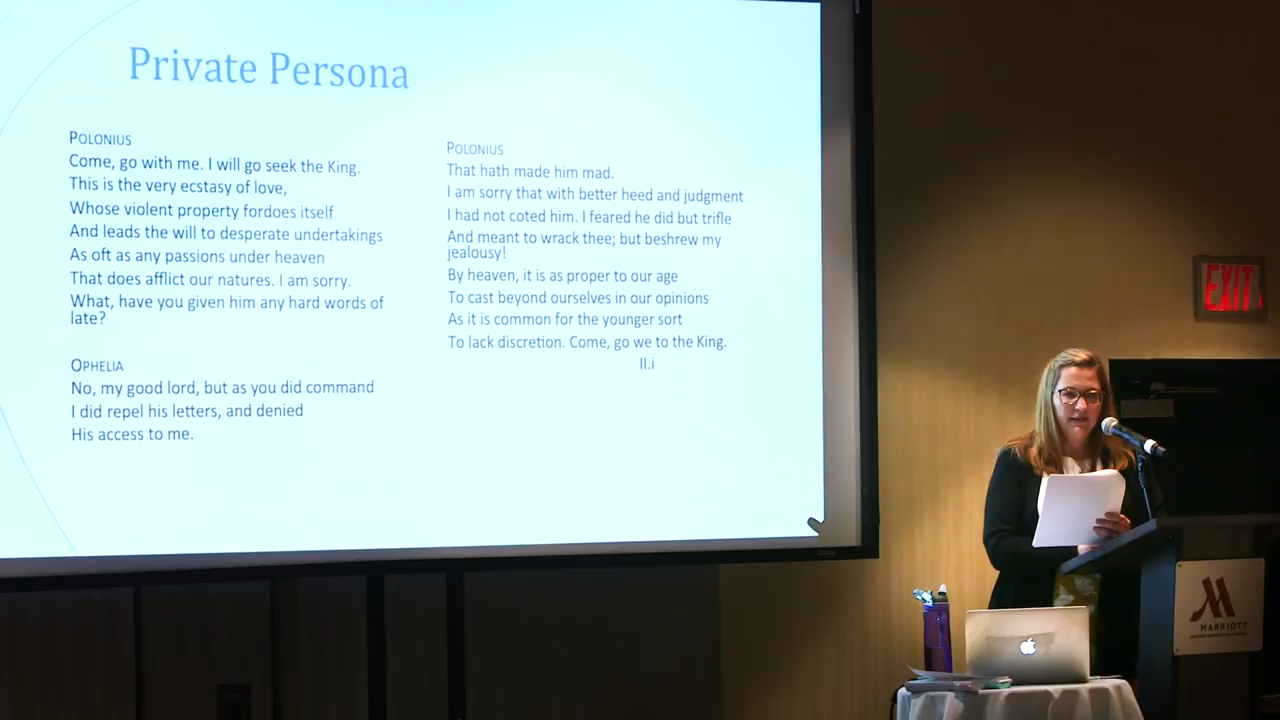 Private Persona
POLONIUS
Come, go with me. I will go seek the King.
This is the very ecstasy of love,
Whose violent property fordoes itself
And leads the will to desperate undertakings
As oft as any passions under heaven
That does afflict our natures. I am sorry.
What, have you given him any hard words of
late?
OPHELIA
No, my good lord, but as you did command
I did repel his letters, and denied
His access to me.
POLONIUS
That hath made him mad.
I am sorry that with better heed and judgment
I had not coted him. I feared he did but trifle
And meant to wrack thee; but beshrew my
jealousy!
By heaven, it is as proper to our age
To cast beyond ourselves in our opinions
As it is common for the younger sort
To lack discretion. Come, go we to the King.
II.i
EXIT
MARRIOTT